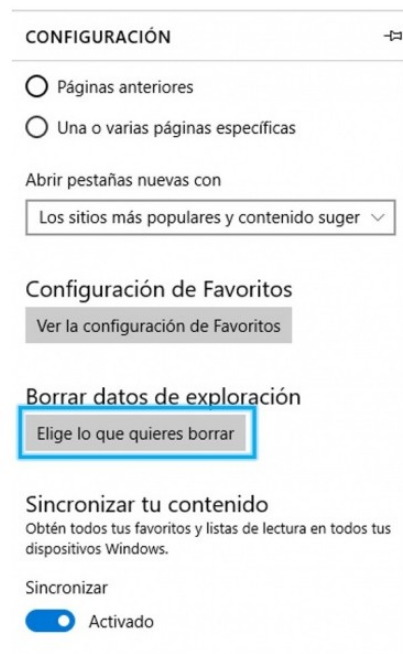 CONFIGURACIÓN
Páginas anteriores
Una o varias páginas específicas
Abrir pestañas nuevas con
Los sitios más populares y contenido suger
Configuración de Favoritos
Ver la configuración de Favoritos
Borrar datos de exploración
Elige lo que quieres borrar
Sincronizar tu contenido
Obtén todos tus favoritos y listas de lectura en todos tus
dispositivos Windows.
Sincronizar
Activado